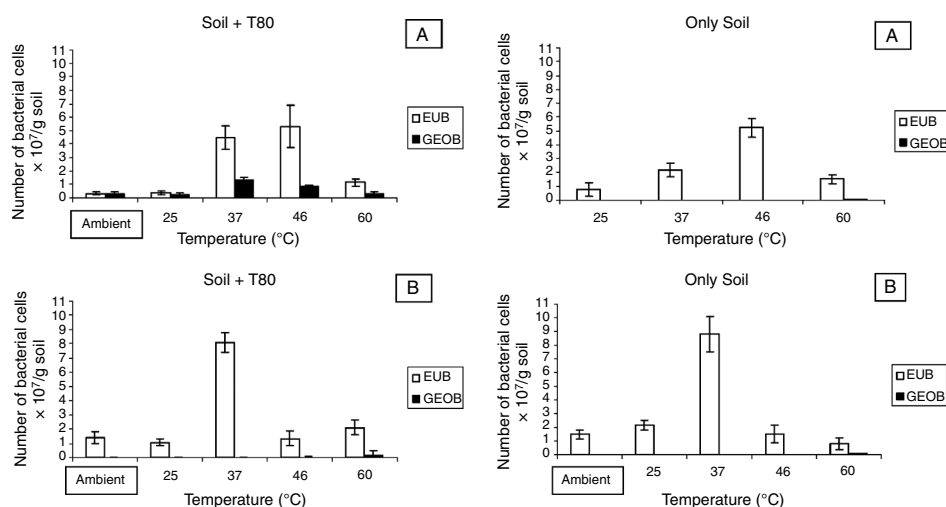 Soil + T80
A
Number of bacterial cells
× 10⁷/g soil
11
10
9
8
7
6
5
4
3
2
1
0
EUB
GEOB
Ambient
25
37
46
60
Temperature (°C)
Only Soil
A
Number of bacterial cells
× 10⁷/g soil
11
10
9
8
7
6
5
4
3
2
1
0
EUB
GEOB
25
37
46
60
Temperature (°C)
Soil + T80
B
Number of bacterial cells
× 10⁷/g soil
11
10
9
8
7
6
5
4
3
2
1
0
EUB
GEOB
Ambient
25
37
46
60
Temperature (°C)
Only Soil
B
Number of bacterial cells
× 10⁷/g soil
11
10
9
8
7
6
5
4
3
2
1
0
EUB
GEOB
Ambient
25
37
46
60
Temperature (°C)